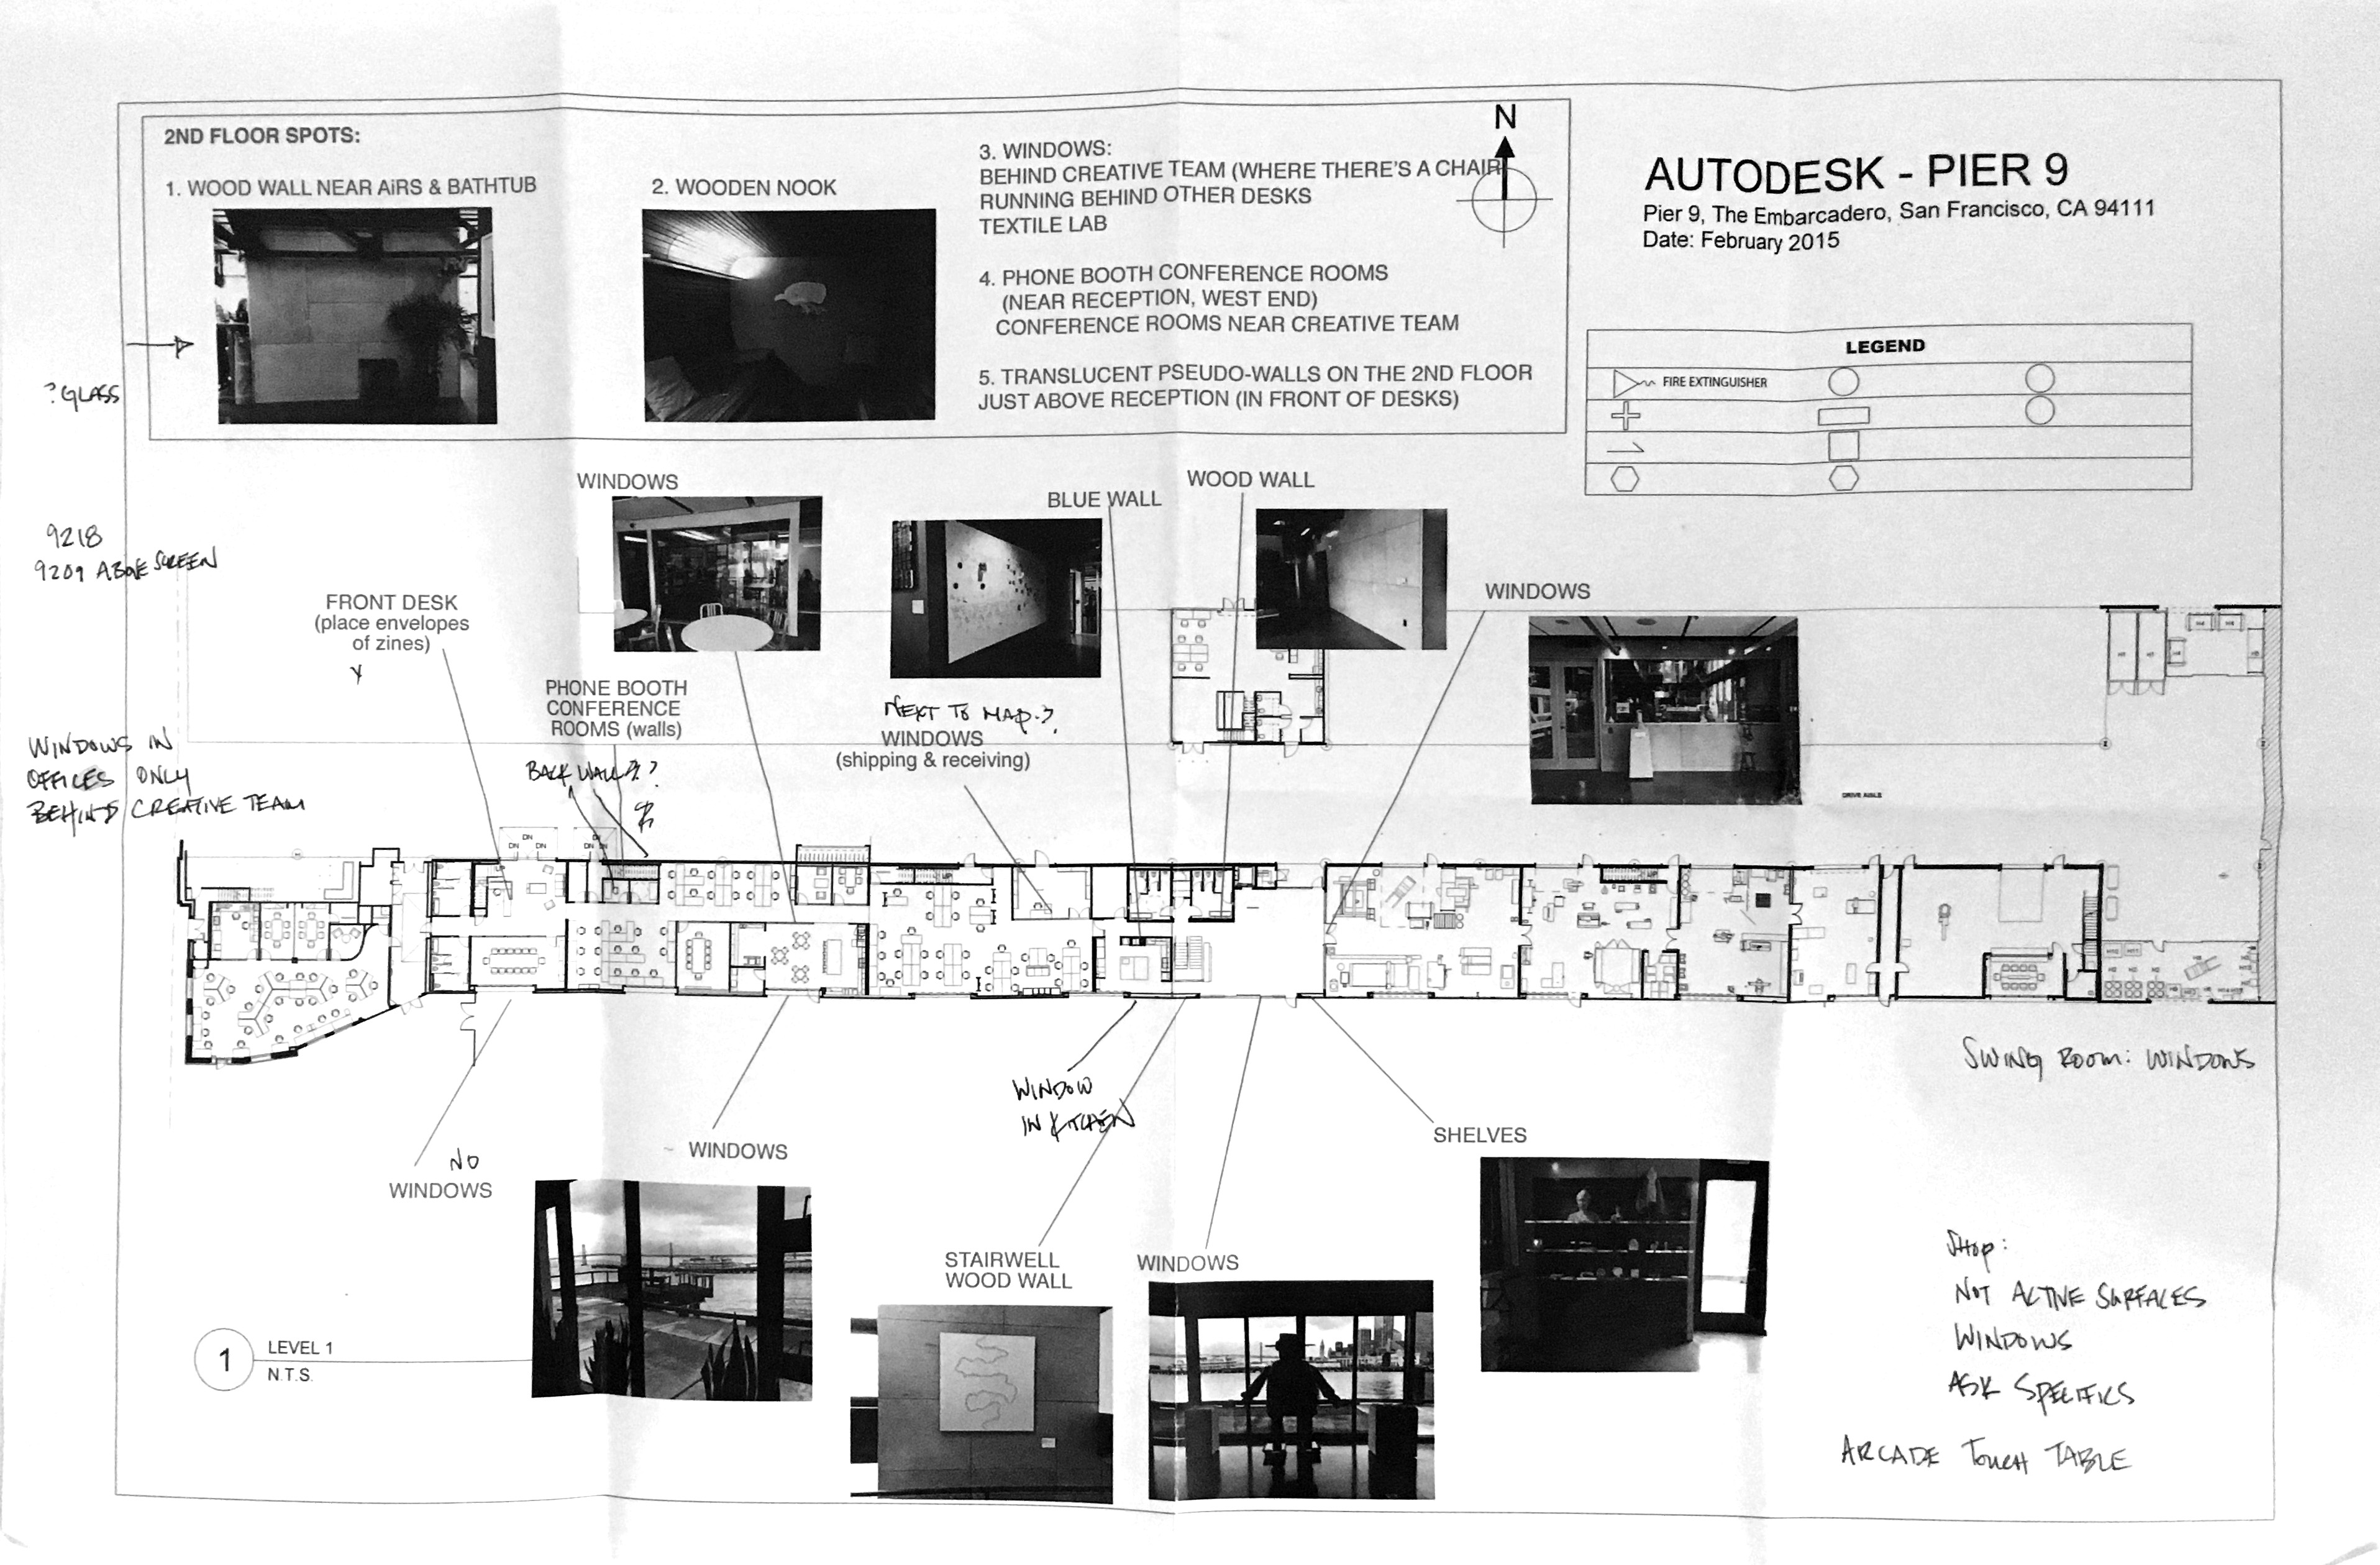 2ND FLOOR SPOTS:
1. WOOD WALL NEAR AiRS & BATHTUB
2. WOODEN NOOK
3. WINDOWS:
BEHIND CREATIVE TEAM (WHERE THERE'S A CHAIR
RUNNING BEHIND OTHER DESKS
TEXTILE LAB
4. PHONE BOOTH CONFERENCE ROOMS
(NEAR RECEPTION, WEST END)
CONFERENCE ROOMS NEAR CREATIVE TEAM
5. TRANSLUCENT PSEUDO-WALLS ON THE 2ND FLOOR
JUST ABOVE RECEPTION (IN FRONT OF DESKS)
N
AUTODESK - PIER 9
Pier 9, The Embarcadero, San Francisco, CA 94111
Date: February 2015
LEGEND
FIRE EXTINGUISHER
? GLASS
9218
9209 ABOVE SCREEN
WINDOWS IN
OFFICES ONLY
BEHIND CREATIVE TEAM
FRONT DESK
(place envelopes
of zines)
Y
WINDOWS
PHONE BOOTH
CONFERENCE
ROOMS (walls)
BACK WALL?
BLUE WALL
WOOD WALL
NEXT TO MAP?
WINDOWS
(shipping & receiving)
WINDOWS
DRIVE AISLE
DN
DN
DN
DN
DN
DN
UP
UP
NO
WINDOWS
WINDOWS
WINDOW
IN KITCHEN
STAIRWELL
WOOD WALL
WINDOWS
SHELVES
SWING ROOM: WINDOWS
SHOP:
NOT ACTIVE SURFACES
WINDOWS
ASK SPECIFICS
ARCADE TOUCH TABLE
1
LEVEL 1
N.T.S.